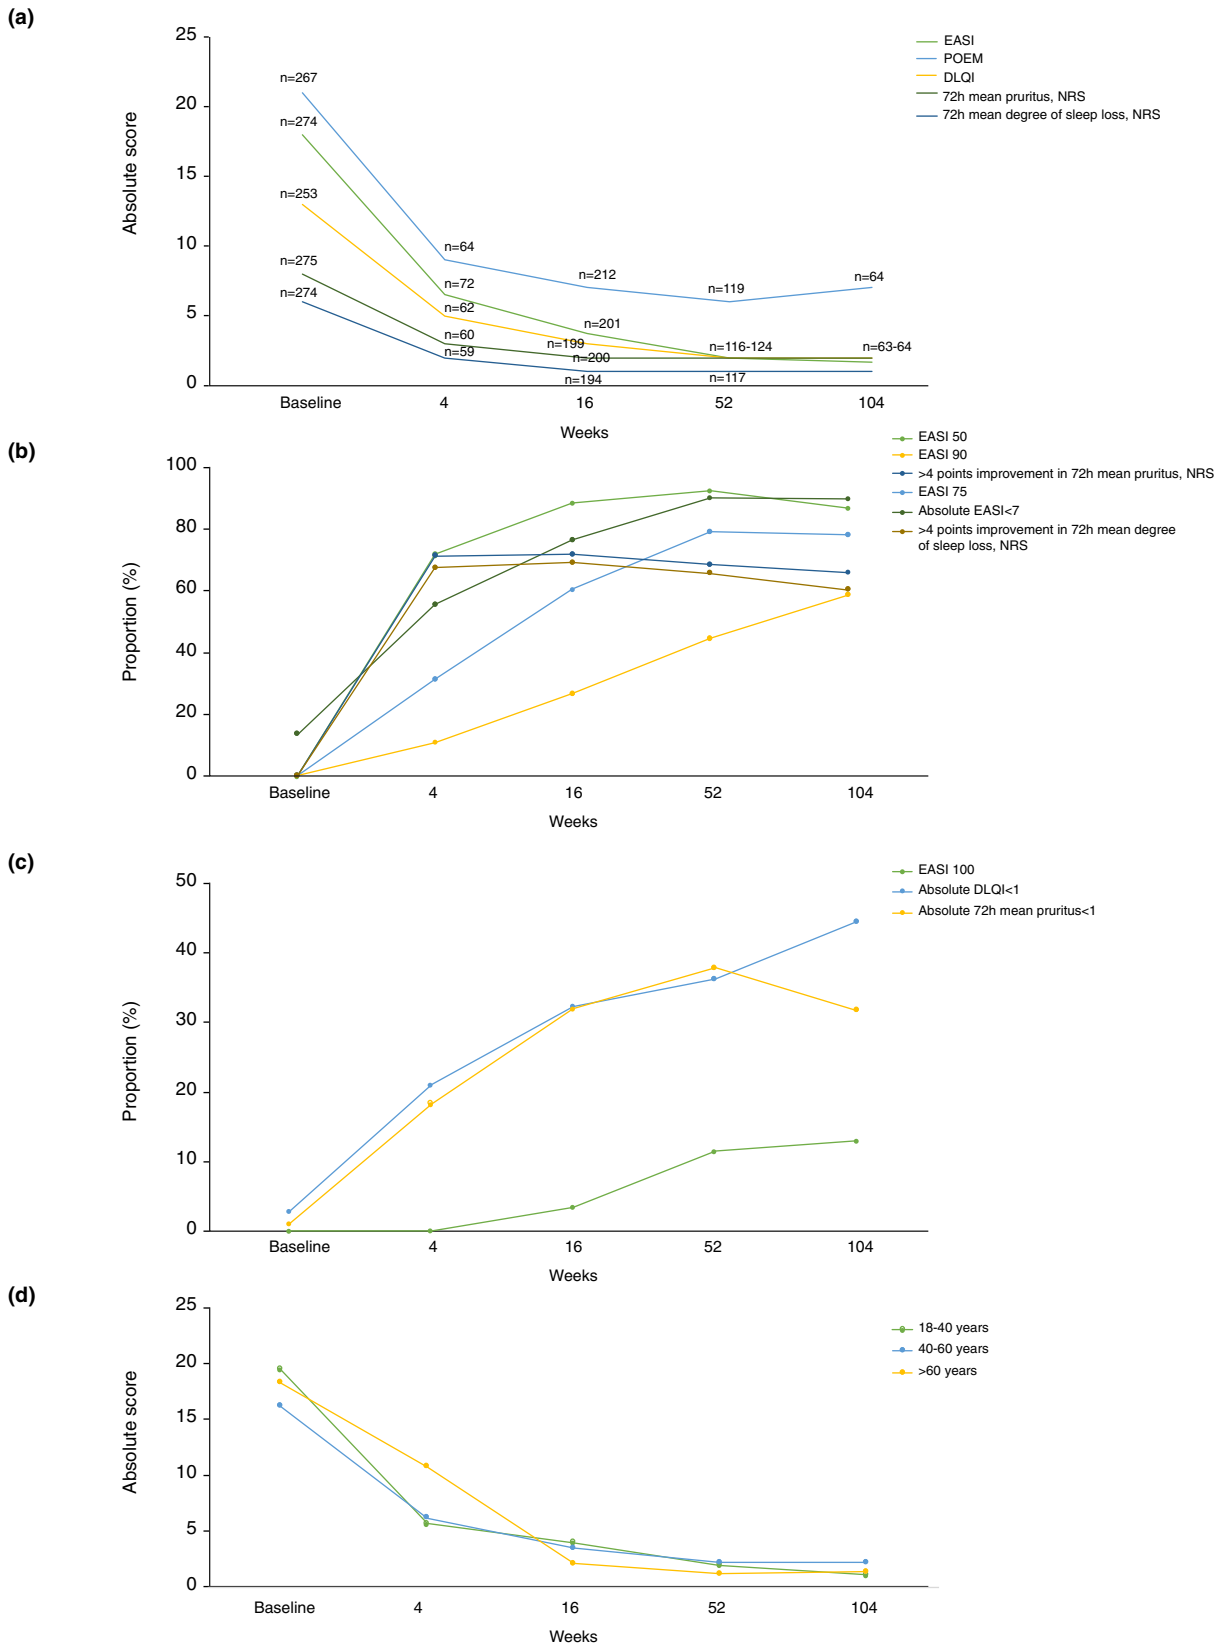 (a)
25
20
15
10
5
0
Absolute score
n=267
n=274
n=253
n=275
n=274
n=64
n=72
n=62
n=60
n=59
n=212
n=201
n=199
n=200
n=194
n=119
n=116-124
n=117
n=64
n=63-64
Baseline 4 16 52 104
Weeks
EASI
POEM
DLQI
72h mean pruritus, NRS
72h mean degree of sleep loss, NRS
(b)
100
80
60
40
20
0
Proportion (%)
Baseline 4 16 52 104
Weeks
EASI 50
EASI 90
>4 points improvement in 72h mean pruritus, NRS
EASI 75
Absolute EASI<7
>4 points improvement in 72h mean degree
of sleep loss, NRS
(c)
50
40
30
20
10
0
Proportion (%)
Baseline 4 16 52 104
Weeks
EASI 100
Absolute DLQI<1
Absolute 72h mean pruritus<1
(d)
25
20
15
10
5
0
Absolute score
Baseline 4 16 52 104
Weeks
18-40 years
40-60 years
>60 years